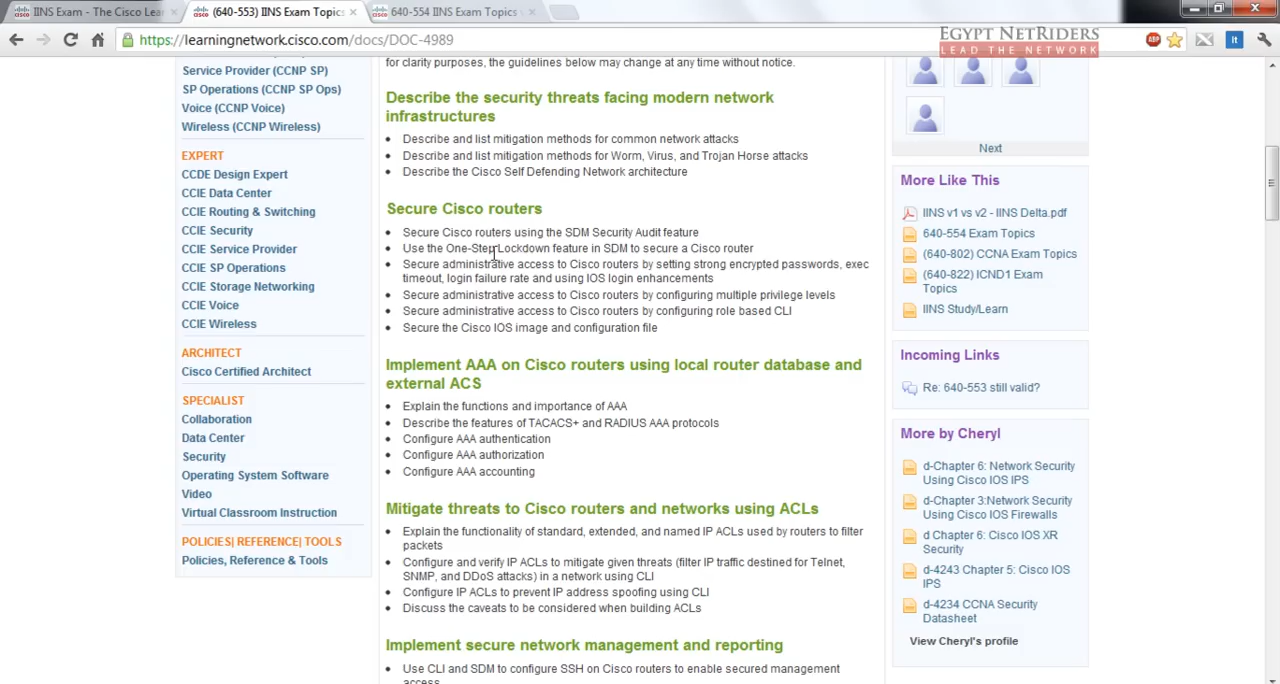 IINS Exam - The Cisco Lea
(640-553) IINS Exam Topics
640-554 IINS Exam Topics
https://learningnetwork.cisco.com/docs/DOC-4989
EGYPT NETRIDERS
LEAD THE NETWORK
Service Provider (CCNP SP)
SP Operations (CCNP SP Ops)
Voice (CCNP Voice)
Wireless (CCNP Wireless)
EXPERT
CCDE Design Expert
CCIE Data Center
CCIE Routing & Switching
CCIE Security
CCIE Service Provider
CCIE SP Operations
CCIE Storage Networking
CCIE Voice
CCIE Wireless
ARCHITECT
Cisco Certified Architect
SPECIALIST
Collaboration
Data Center
Security
Operating System Software
Video
Virtual Classroom Instruction
POLICIES| REFERENCE| TOOLS
Policies, Reference & Tools
for clarity purposes, the guidelines below may change at any time without notice.
Describe the security threats facing modern network
infrastructures
Describe and list mitigation methods for common network attacks
Describe and list mitigation methods for Worm, Virus, and Trojan Horse attacks
Describe the Cisco Self Defending Network architecture
Secure Cisco routers
Secure Cisco routers using the SDM Security Audit feature
Use the One-Step Lockdown feature in SDM to secure a Cisco router
Secure administrative access to Cisco routers by setting strong encrypted passwords, exec
timeout, login failure rate and using IOS login enhancements
Secure administrative access to Cisco routers by configuring multiple privilege levels
Secure administrative access to Cisco routers by configuring role based CLI
Secure the Cisco IOS image and configuration file
Implement AAA on Cisco routers using local router database and
external ACS
Explain the functions and importance of AAA
Describe the features of TACACS+ and RADIUS AAA protocols
Configure AAA authentication
Configure AAA authorization
Configure AAA accounting
Mitigate threats to Cisco routers and networks using ACLs
Explain the functionality of standard, extended, and named IP ACLs used by routers to filter
packets
Configure and verify IP ACLs to mitigate given threats (filter IP traffic destined for Telnet,
SNMP, and DDoS attacks) in a network using CLI
Configure IP ACLs to prevent IP address spoofing using CLI
Discuss the caveats to be considered when building ACLs
Implement secure network management and reporting
Use CLI and SDM to configure SSH on Cisco routers to enable secured management
access
Next
More Like This
IINS v1 vs v2 - IINS Delta.pdf
640-554 Exam Topics
(640-802) CCNA Exam Topics
(640-822) ICND1 Exam
Topics
IINS Study/Learn
Incoming Links
Re: 640-553 still valid?
More by Cheryl
d-Chapter 6: Network Security
Using Cisco IOS IPS
d-Chapter 3:Network Security
Using Cisco IOS Firewalls
d Chapter 6: Cisco IOS XR
Security
d-4243 Chapter 5: Cisco IOS
IPS
d-4234 CCNA Security
Datasheet
View Cheryl's profile